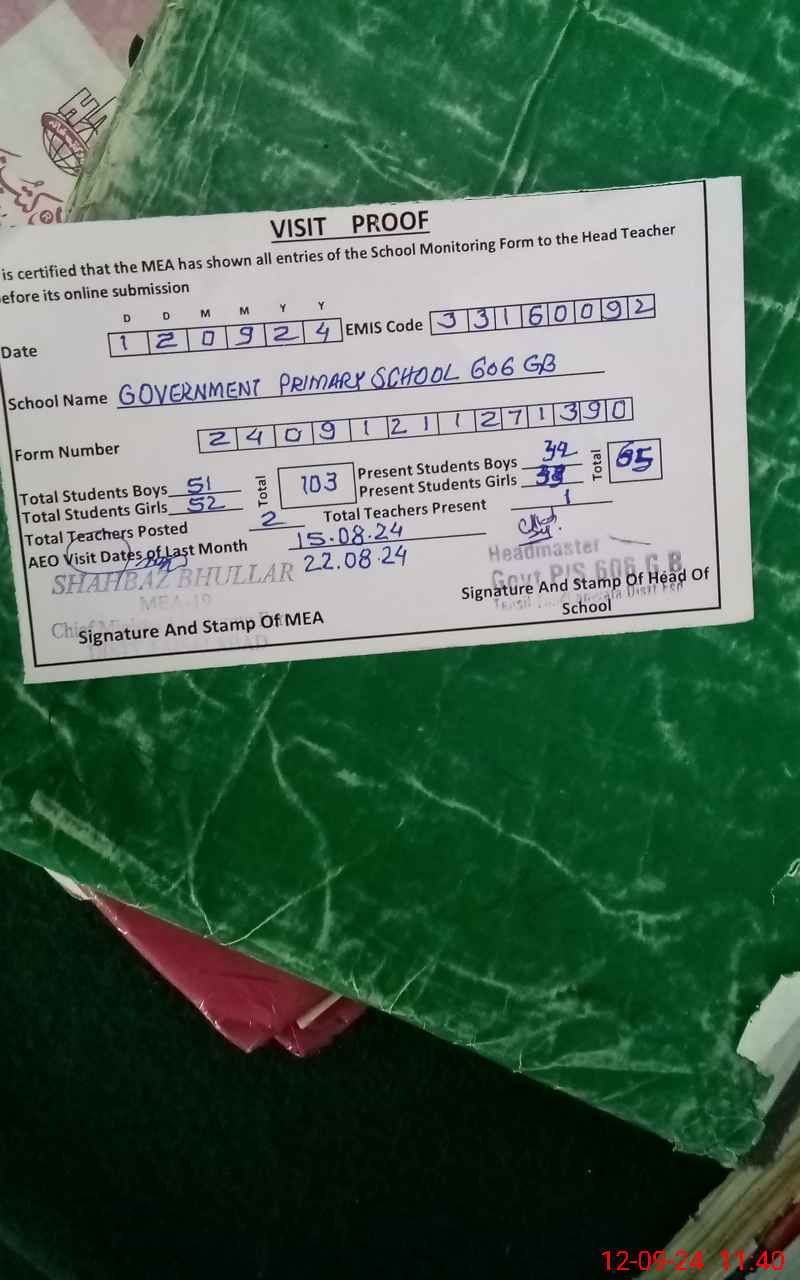 VISIT PROOF
is certified that the MEA has shown all entries of the School Monitoring Form to the Head Teacher
efore its online submission
D D M M Y Y
Date 1 2 0 9 2 4 EMIS Code 3 3 1 6 0 0 9 2
School Name GOVERNMENT PRIMARY SCHOOL 606 GB
Form Number 2 4 0 9 1 2 1 1 2 7 1 3 9 0
Total Students Boys 51
Total Students Girls 52
Total 103
Present Students Boys
Present Students Girls
Total 65
Total Teachers Posted 2 Total Teachers Present 1
AEO Visit Dates of Last Month 15.08.24
22.08.24
SHAHBAZ BHULLAR
MEA-19
Signature And Stamp Of MEA
Headmaster
Govt P/S 606 G.B
Signature And Stamp Of Head Of
School
12-09-24 11:40